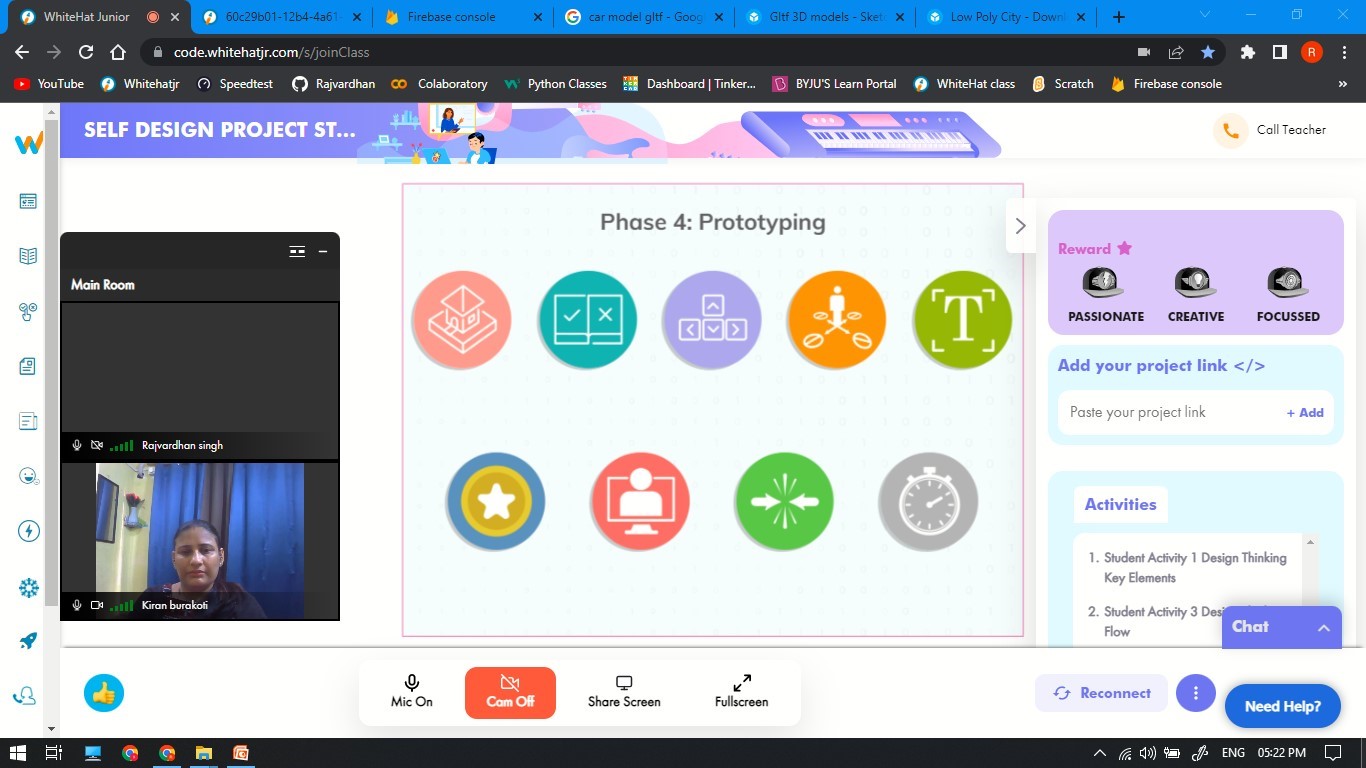 WhiteHat Junior
60c29b01-12b4-4a61-
Firebase console
car model gltf - Goog
Gltf 3D models - Sket
Low Poly City - Downl
code.whitehatjr.com/s/joinClass
R
YouTube
Whitehatjr
Speedtest
Rajvardhan
Colaboratory
Python Classes
Dashboard | Tinker...
BYJU'S Learn Portal
WhiteHat class
Scratch
Firebase console
SELF DESIGN PROJECT ST...
Call Teacher
Main Room
Rajvardhan singh
Kiran burakoti
Phase 4: Prototyping
T
Reward
PASSIONATE
CREATIVE
FOCUSSED
Add your project link </>
Paste your project link
+ Add
Activities
1. Student Activity 1 Design Thinking
Key Elements
2. Student Activity 3 Desi
Flow
Chat
Mic On
Cam Off
Share Screen
Fullscreen
Reconnect
Need Help?
ENG
05:22 PM